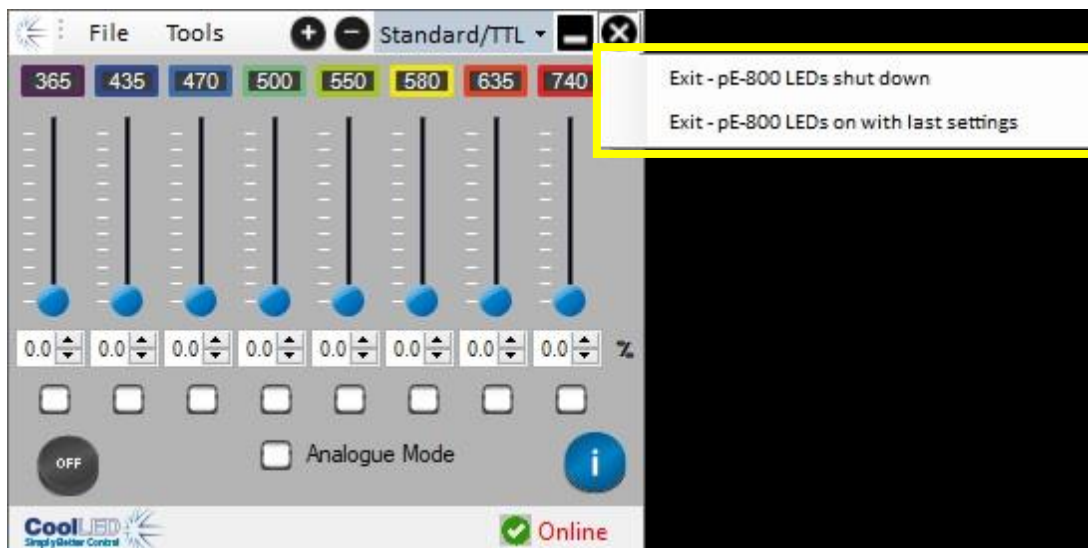 File Tools + - Standard/TTL
365 435 470 500 550 580 635 740
Exit - pE-800 LEDs shut down
Exit - pE-800 LEDs on with last settings
0.0 0.0 0.0 0.0 0.0 0.0 0.0 0.0 %
OFF Analogue Mode i
CoolLED
Simply Better Control
Online